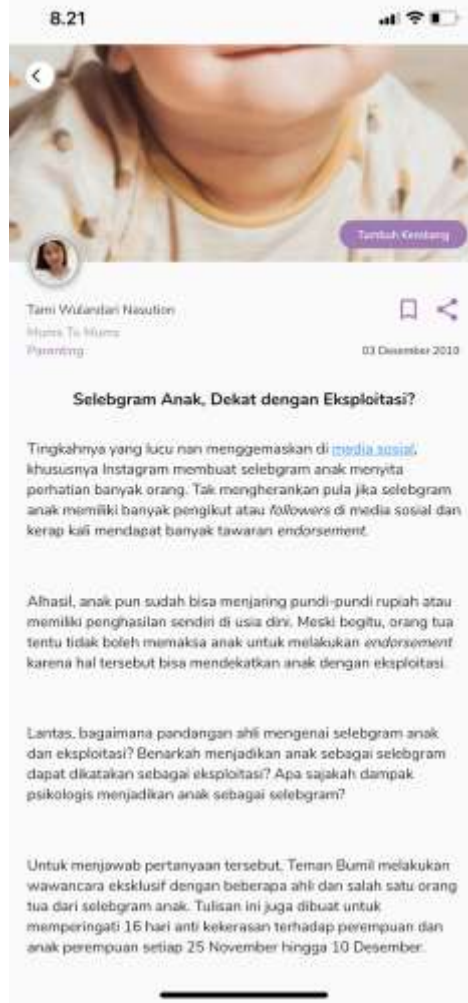 8.21
Tumbuh Kembang
Tami Wulandari Nasution
Mums To Mums
Parenting
03 Desember 2019
Selebgram Anak, Dekat dengan Eksploitasi?
Tingkahnya yang lucu nan menggemaskan di media sosial,
khususnya Instagram membuat selebgram anak menyita
perhatian banyak orang. Tak mengherankan pula jika selebgram
anak memiliki banyak pengikut atau followers di media sosial dan
kerap kali mendapat banyak tawaran endorsement.
Alhasil, anak pun sudah bisa menjaring pundi-pundi rupiah atau
memiliki penghasilan sendiri di usia dini. Meski begitu, orang tua
tentu tidak boleh memaksa anak untuk melakukan endorsement
karena hal tersebut bisa mendekatkan anak dengan eksploitasi.
Lantas, bagaimana pandangan ahli mengenai selebgram anak
dan eksploitasi? Benarkah menjadikan anak sebagai selebgram
dapat dikatakan sebagai eksploitasi? Apa sajakah dampak
psikologis menjadikan anak sebagai selebgram?
Untuk menjawab pertanyaan tersebut, Teman Bumil melakukan
wawancara eksklusif dengan beberapa ahli dan salah satu orang
tua dari selebgram anak. Tulisan ini juga dibuat untuk
memperingati 16 hari anti kekerasan terhadap perempuan dan
anak perempuan setiap 25 November hingga 10 Desember.